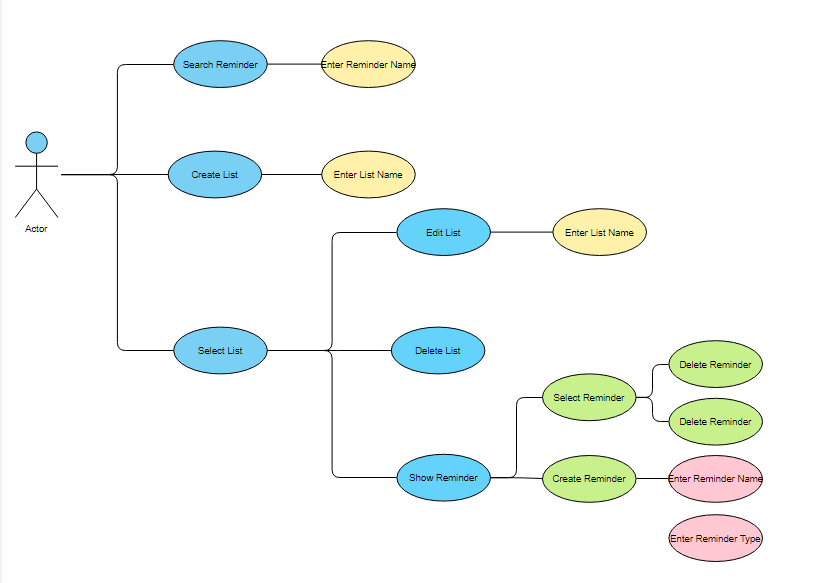 Search Reminder
Enter Reminder Name
Create List
Enter List Name
Actor
Edit List
Enter List Name
Select List
Delete List
Delete Reminder
Select Reminder
Delete Reminder
Show Reminder
Create Reminder
Enter Reminder Name
Enter Reminder Type